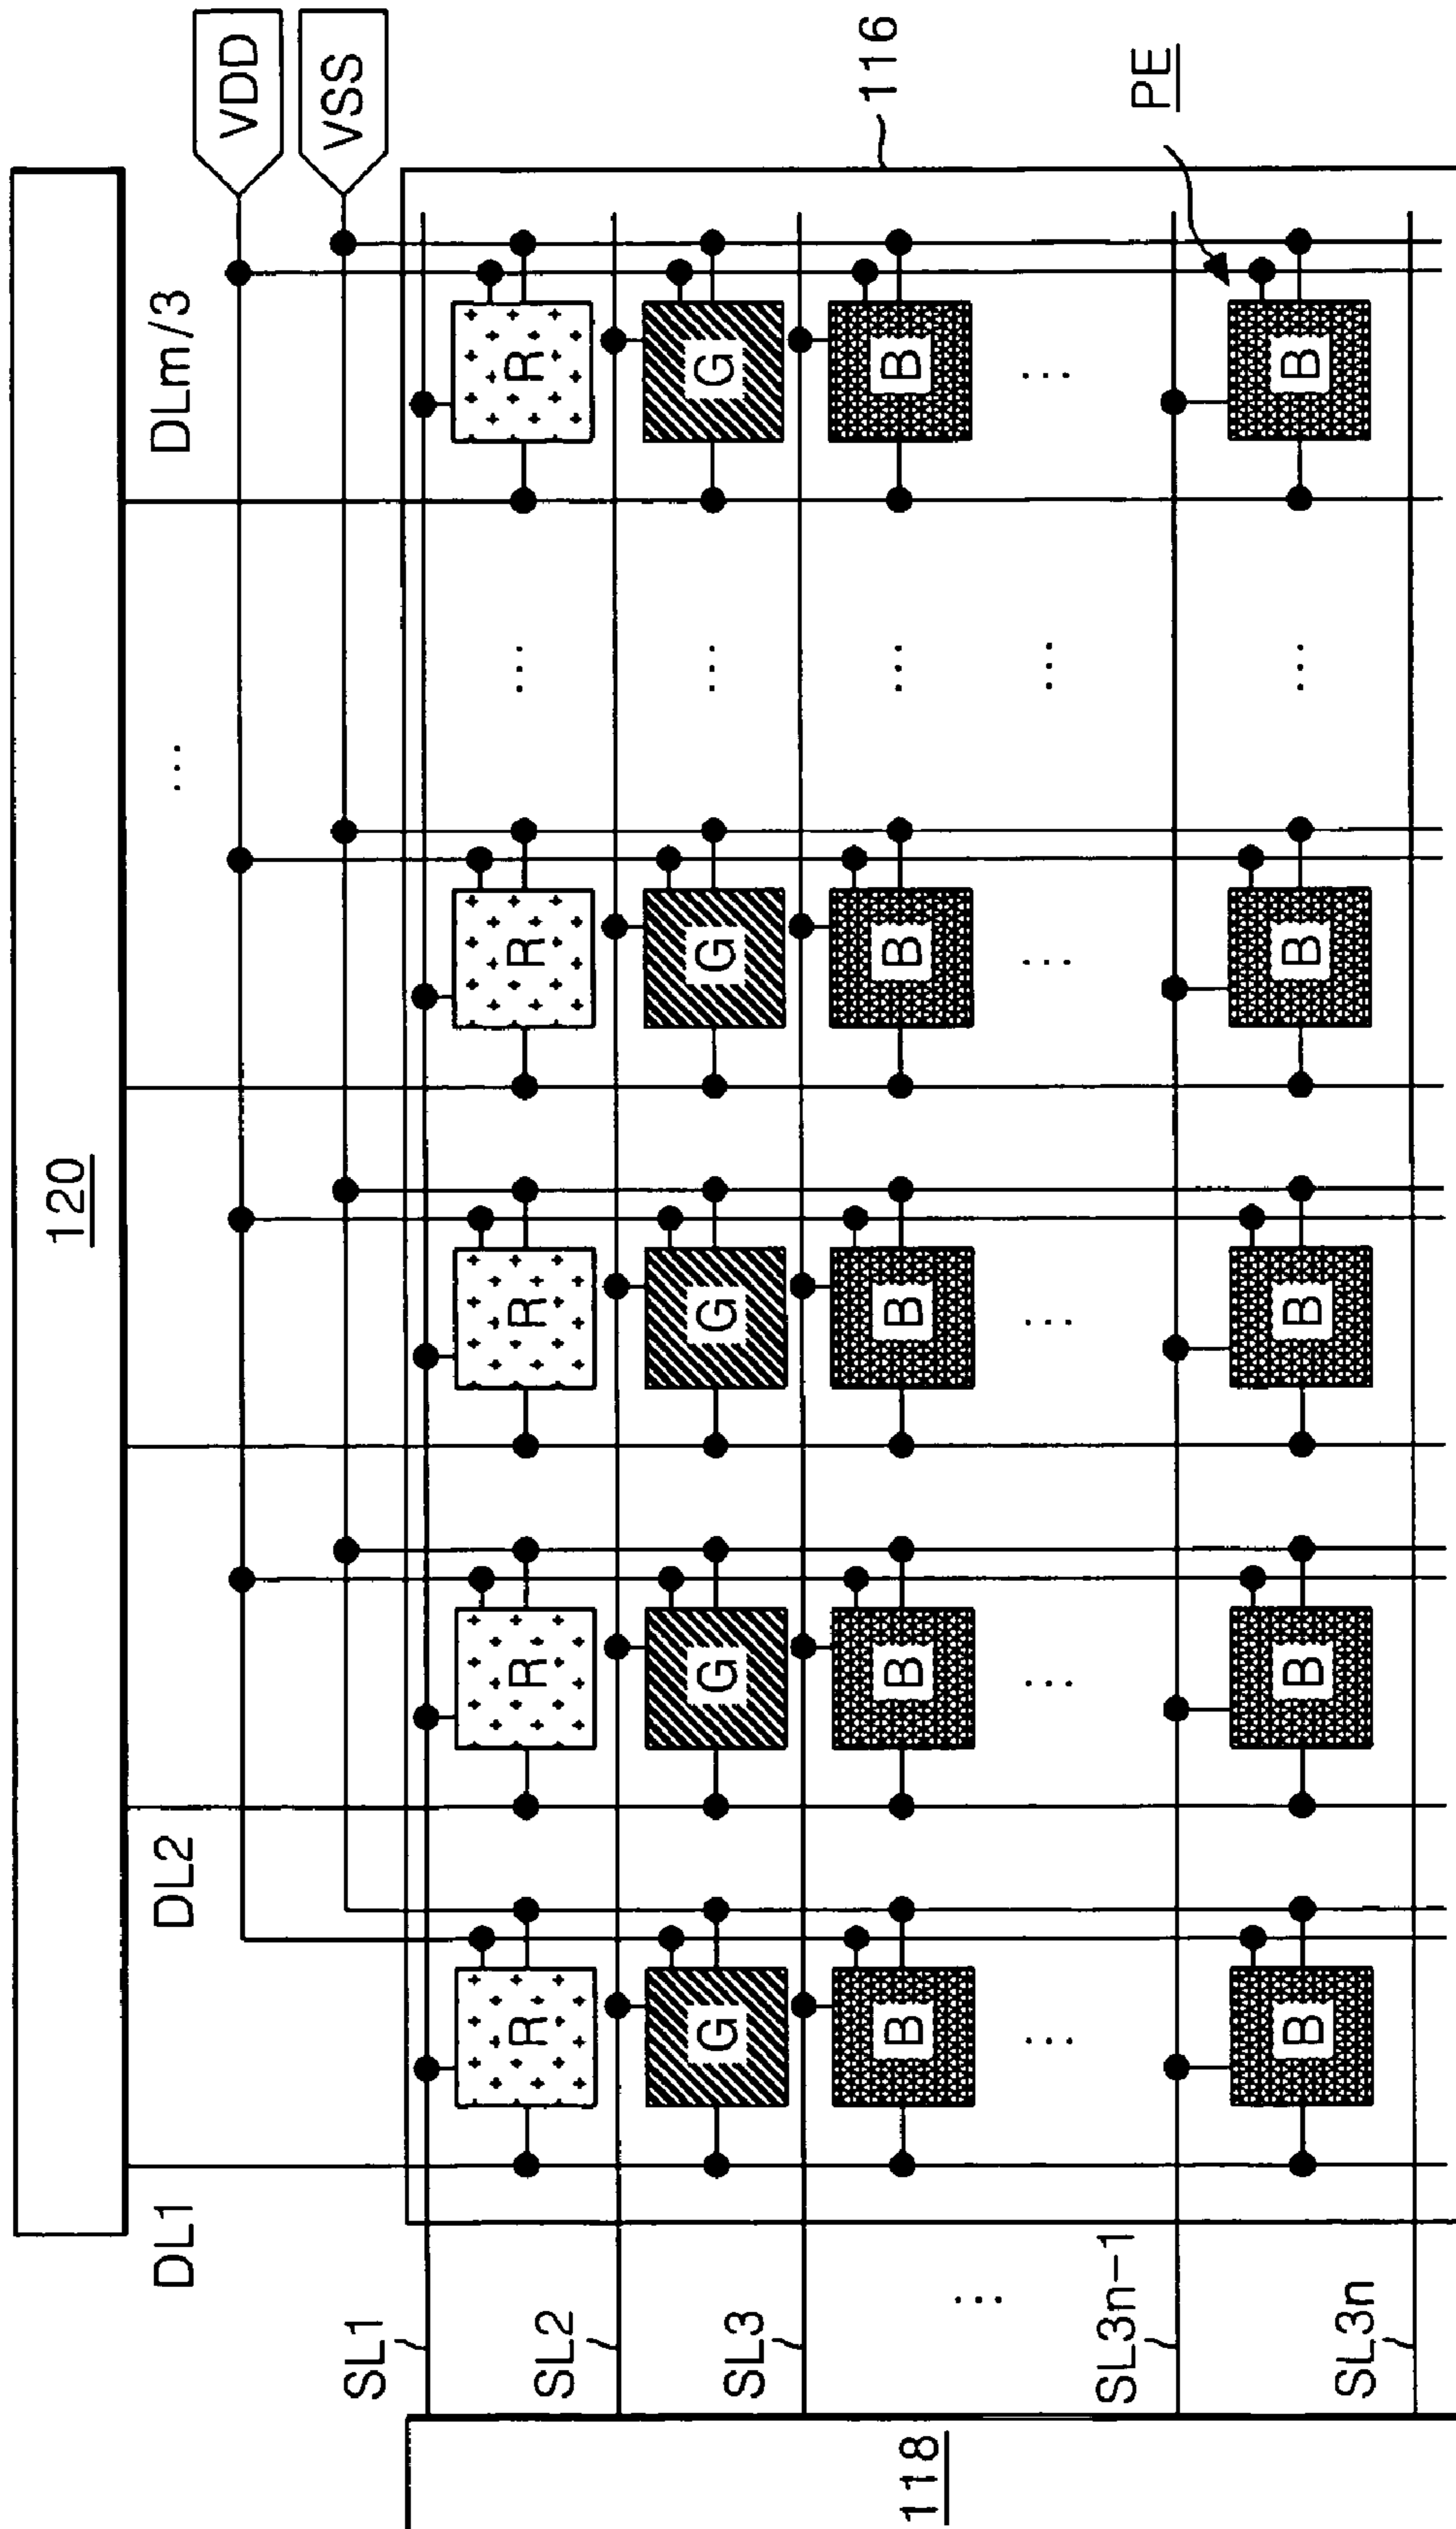 120
VDD
VSS
DL1
DL2
...
DLm/3
116
SL1
R R R R ... R
SL2
G G G G ... G
SL3
B B B B ... B
... ... ... ... ... ... ...
PE
SL3n-1
B B B B ... B
SL3n
118